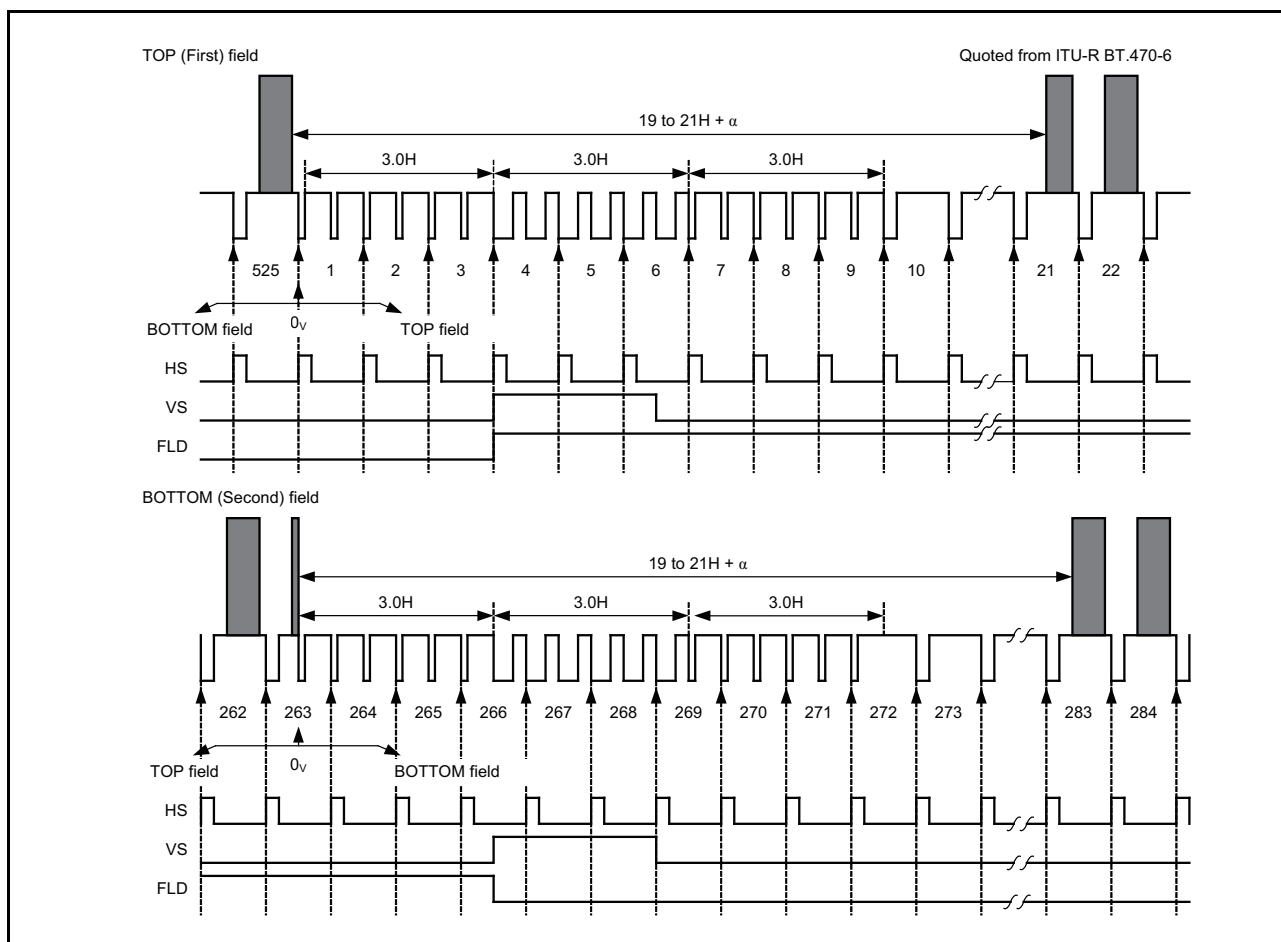 TOP (First) field
Quoted from ITU-R BT.470-6
19 to 21H + α
3.0H 3.0H 3.0H
525 1 2 3 4 5 6 7 8 9 10 21 22
0V
BOTTOM field TOP field
HS
VS
FLD
BOTTOM (Second) field
19 to 21H + α
3.0H 3.0H 3.0H
262 263 264 265 266 267 268 269 270 271 272 273 283 284
0V
TOP field BOTTOM field
HS
VS
FLD